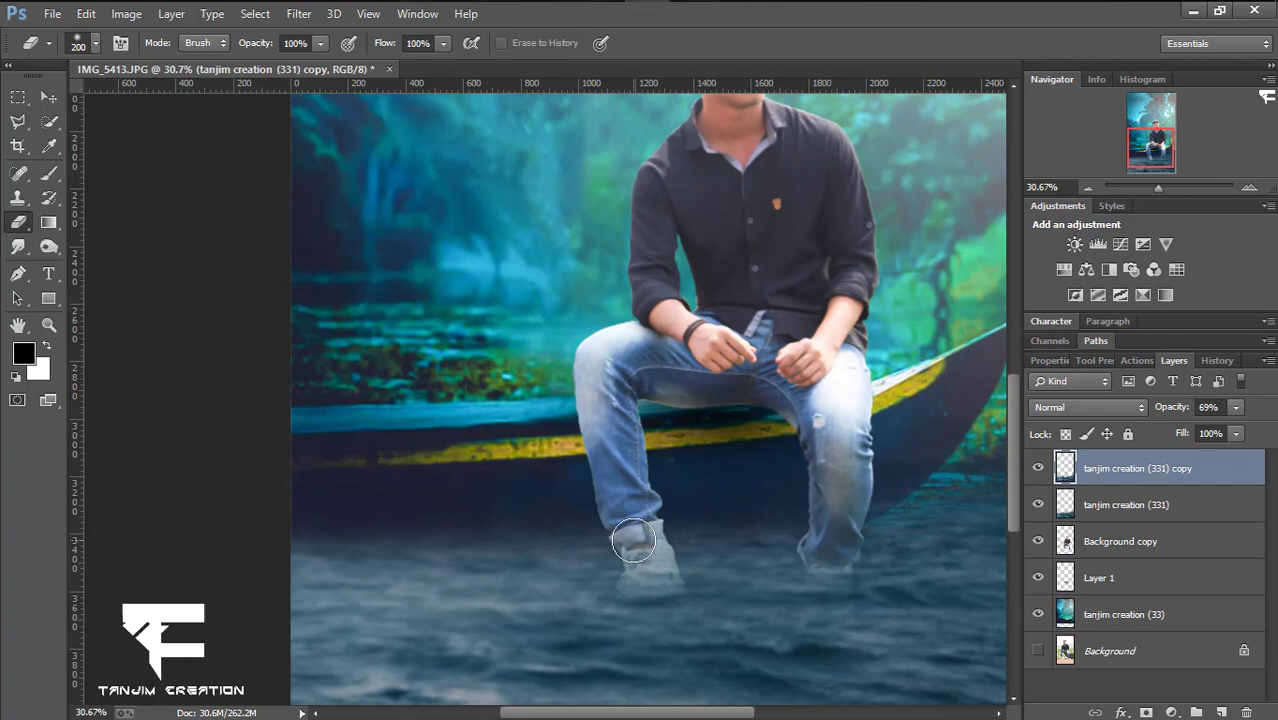 Ps File Edit Image Layer Type Select Filter 3D View Window Help
200 Mode: Brush Opacity: 100% Flow: 100% Erase to History Essentials
IMG_5413.JPG @ 30.7% (tanjim creation (331) copy, RGB/8) *
600 400 200 0 200 400 600 800 1000 1200 1400 1600 1800 2000 2200 2400
Navigator Info Histogram
30.67%
Adjustments Styles
Add an adjustment
Character Paragraph
Channels Paths
Properti Tool Pre Actions Layers History
Kind
Normal Opacity: 69%
Lock: Fill: 100%
tanjim creation (331) copy
tanjim creation (331)
Background copy
Layer 1
tanjim creation (33)
Background
TANJIM CREATION
30.67% Doc: 30.6M/262.2M
fx